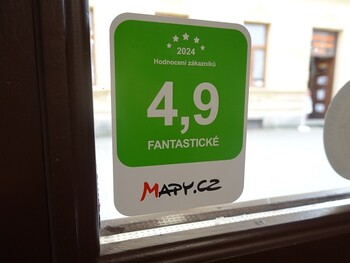 2024
Hodnocení zákazníků
4,9
FANTASTICKÉ
MAPY.CZ